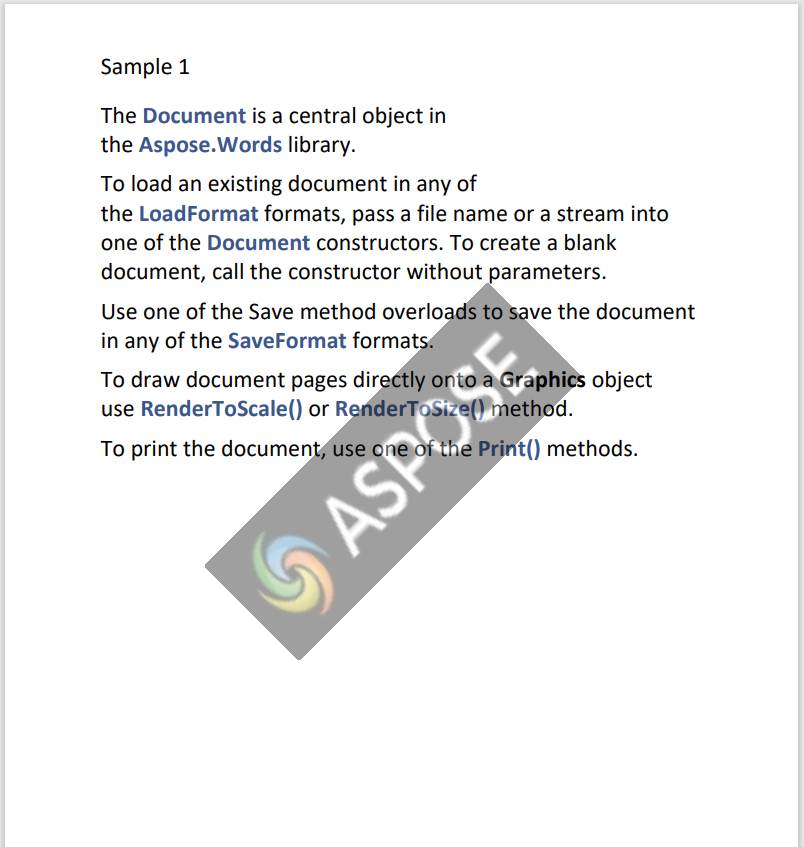 Sample 1
The Document is a central object in
the Aspose.Words library.
To load an existing document in any of
the LoadFormat formats, pass a file name or a stream into
one of the Document constructors. To create a blank
document, call the constructor without parameters.
Use one of the Save method overloads to save the document
in any of the SaveFormat formats.
To draw document pages directly onto a Graphics object
use RenderToScale() or RenderToSize() method.
To print the document, use one of the Print() methods.
ASPOSE